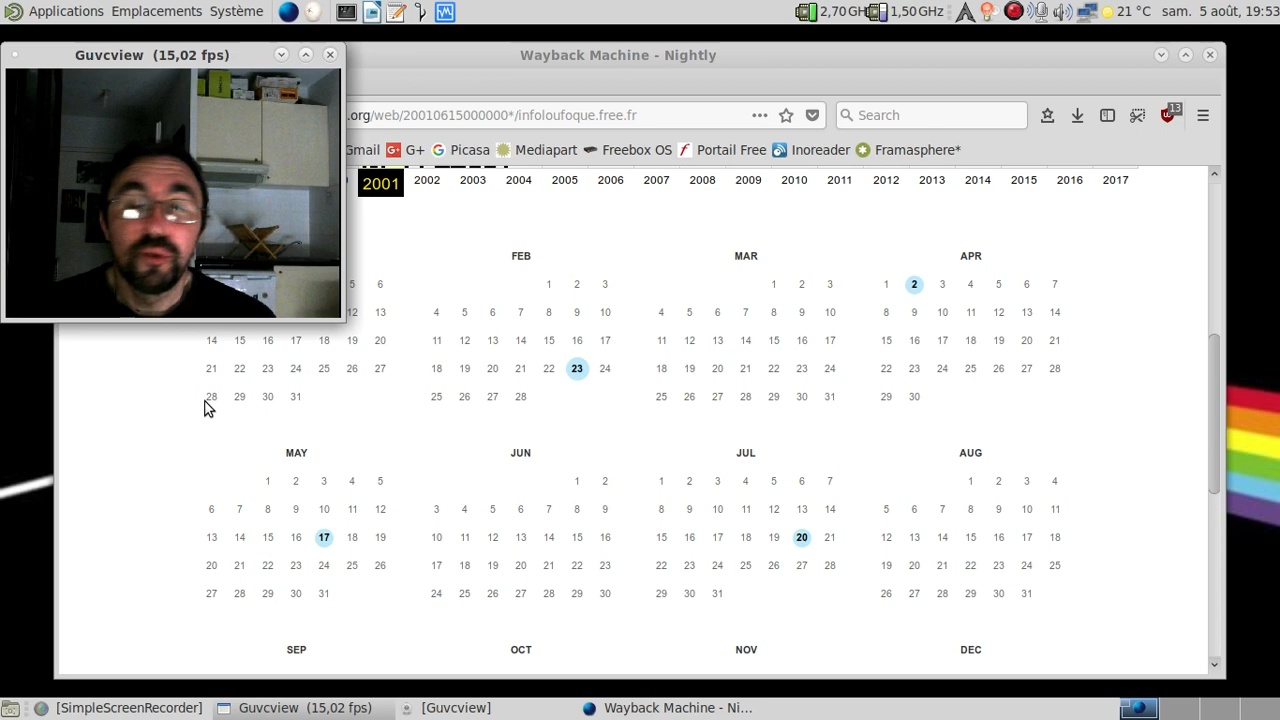 Applications Emplacements Système 2,70 GHz 1,50 GHz 21 °C sam. 5 août, 19:53
Guvcview (15,02 fps)
Wayback Machine - Nightly
.org/web/20010615000000*/infoloufoque.free.fr
Search
13
Gmail G+ Picasa Mediapart Freebox OS Portail Free Inoreader Framasphere*
2001 2002 2003 2004 2005 2006 2007 2008 2009 2010 2011 2012 2013 2014 2015 2016 2017
FEB MAR APR
5 6 1 2 3 1 2 3 1 2 3 4 5 6 7
12 13 4 5 6 7 8 9 10 4 5 6 7 8 9 10 8 9 10 11 12 13 14
14 15 16 17 18 19 20 11 12 13 14 15 16 17 11 12 13 14 15 16 17 15 16 17 18 19 20 21
21 22 23 24 25 26 27 18 19 20 21 22 23 24 18 19 20 21 22 23 24 22 23 24 25 26 27 28
28 29 30 31 25 26 27 28 25 26 27 28 29 30 31 29 30
MAY JUN JUL AUG
1 2 3 4 5 1 2 1 2 3 4 5 6 7 1 2 3 4
6 7 8 9 10 11 12 3 4 5 6 7 8 9 8 9 10 11 12 13 14 5 6 7 8 9 10 11
13 14 15 16 17 18 19 10 11 12 13 14 15 16 15 16 17 18 19 20 21 12 13 14 15 16 17 18
20 21 22 23 24 25 26 17 18 19 20 21 22 23 22 23 24 25 26 27 28 19 20 21 22 23 24 25
27 28 29 30 31 24 25 26 27 28 29 30 29 30 31 26 27 28 29 30 31
SEP OCT NOV DEC
[SimpleScreenRecorder] Guvcview (15,02 fps) [Guvcview] Wayback Machine - Ni...